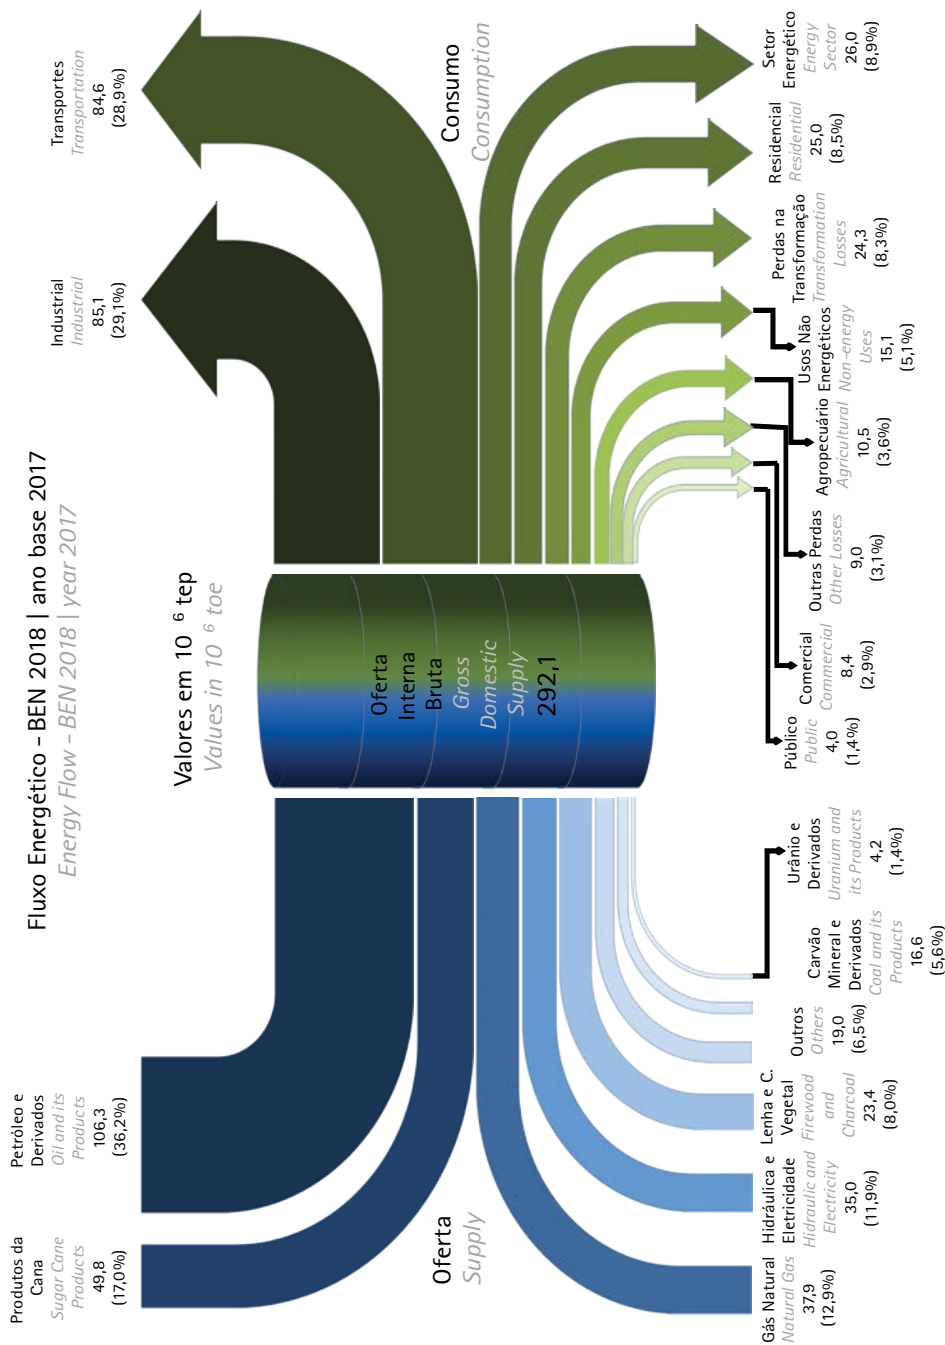 Fluxo Energético – BEN 2018 | ano base 2017
Energy Flow – BEN 2018 | year 2017
Valores em 10 6 tep
Values in 10 6 toe
Produtos da
Cana
Sugar Cane
Products
49,8
(17,0%)
Petróleo e
Derivados
Oil and its
Products
106,3
(36,2%)
Industrial
Industrial
85,1
(29,1%)
Transportes
Transportation
84,6
(28,9%)
Oferta
Supply
Oferta
Interna
Bruta
Gross
Domestic
Supply
292,1
Consumo
Consumption
Gás Natural
Natural Gas
37,9
(12,9%)
Hidráulica e
Eletricidade
Hidraulic and
Electricity
35,0
(11,9%)
Lenha e C.
Vegetal
Firewood
and
Charcoal
23,4
(8,0%)
Outros
Others
19,0
(6,5%)
Carvão
Mineral e
Derivados
Coal and its
Products
16,6
(5,6%)
Urânio e
Derivados
Uranium and
its Products
4,2
(1,4%)
Público
Public
4,0
(1,4%)
Comercial
Commercial
8,4
(2,9%)
Outras Perdas
Other Losses
9,0
(3,1%)
Agropecuário
Agricultural
10,5
(3,6%)
Usos Não
Energéticos
Non-energy
Uses
15,1
(5,1%)
Perdas na
Transformação
Transformation
Losses
24,3
(8,3%)
Residencial
Residential
25,0
(8,5%)
Setor
Energético
Energy
Sector
26,0
(8,9%)